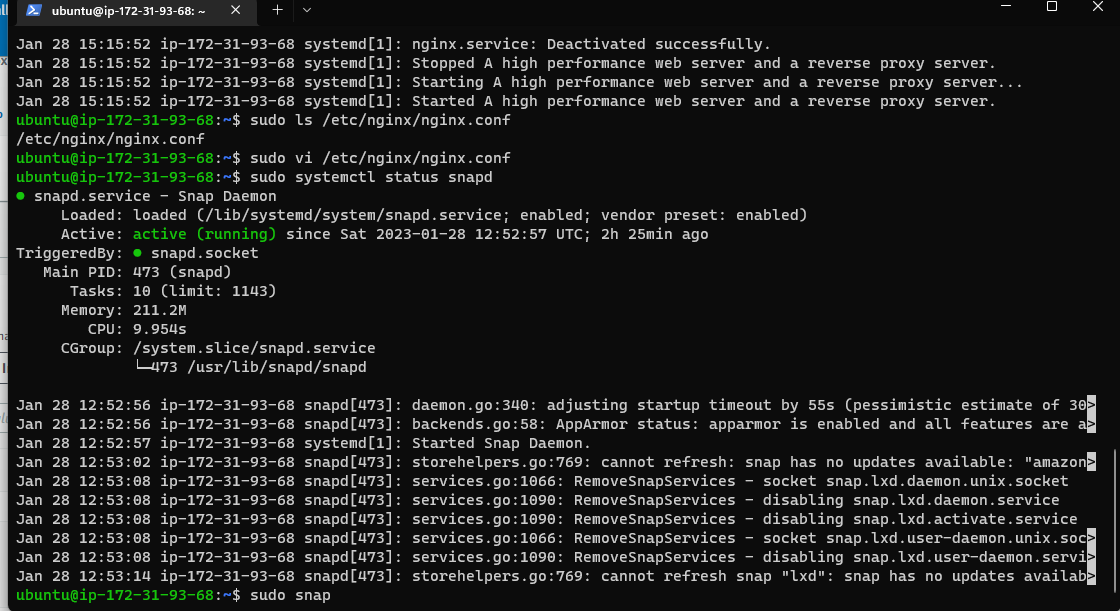 ubuntu@ip-172-31-93-68: ~
Jan 28 15:15:52 ip-172-31-93-68 systemd[1]: nginx.service: Deactivated successfully.
Jan 28 15:15:52 ip-172-31-93-68 systemd[1]: Stopped A high performance web server and a reverse proxy server.
Jan 28 15:15:52 ip-172-31-93-68 systemd[1]: Starting A high performance web server and a reverse proxy server...
Jan 28 15:15:52 ip-172-31-93-68 systemd[1]: Started A high performance web server and a reverse proxy server.
ubuntu@ip-172-31-93-68:~$ sudo ls /etc/nginx/nginx.conf
/etc/nginx/nginx.conf
ubuntu@ip-172-31-93-68:~$ sudo vi /etc/nginx/nginx.conf
ubuntu@ip-172-31-93-68:~$ sudo systemctl status snapd
● snapd.service - Snap Daemon
Loaded: loaded (/lib/systemd/system/snapd.service; enabled; vendor preset: enabled)
Active: active (running) since Sat 2023-01-28 12:52:57 UTC; 2h 25min ago
TriggeredBy: ● snapd.socket
Main PID: 473 (snapd)
Tasks: 10 (limit: 1143)
Memory: 211.2M
CPU: 9.954s
CGroup: /system.slice/snapd.service
└─473 /usr/lib/snapd/snapd
Jan 28 12:52:56 ip-172-31-93-68 snapd[473]: daemon.go:340: adjusting startup timeout by 55s (pessimistic estimate of 30>
Jan 28 12:52:56 ip-172-31-93-68 snapd[473]: backends.go:58: AppArmor status: apparmor is enabled and all features are a>
Jan 28 12:52:57 ip-172-31-93-68 systemd[1]: Started Snap Daemon.
Jan 28 12:53:02 ip-172-31-93-68 snapd[473]: storehelpers.go:769: cannot refresh: snap has no updates available: "amazon>
Jan 28 12:53:08 ip-172-31-93-68 snapd[473]: services.go:1066: RemoveSnapServices - socket snap.lxd.daemon.unix.socket
Jan 28 12:53:08 ip-172-31-93-68 snapd[473]: services.go:1090: RemoveSnapServices - disabling snap.lxd.daemon.service
Jan 28 12:53:08 ip-172-31-93-68 snapd[473]: services.go:1090: RemoveSnapServices - disabling snap.lxd.activate.service
Jan 28 12:53:08 ip-172-31-93-68 snapd[473]: services.go:1066: RemoveSnapServices - socket snap.lxd.user-daemon.unix.soc>
Jan 28 12:53:08 ip-172-31-93-68 snapd[473]: services.go:1090: RemoveSnapServices - disabling snap.lxd.user-daemon.servi>
Jan 28 12:53:14 ip-172-31-93-68 snapd[473]: storehelpers.go:769: cannot refresh snap "lxd": snap has no updates availab>
ubuntu@ip-172-31-93-68:~$ sudo snap